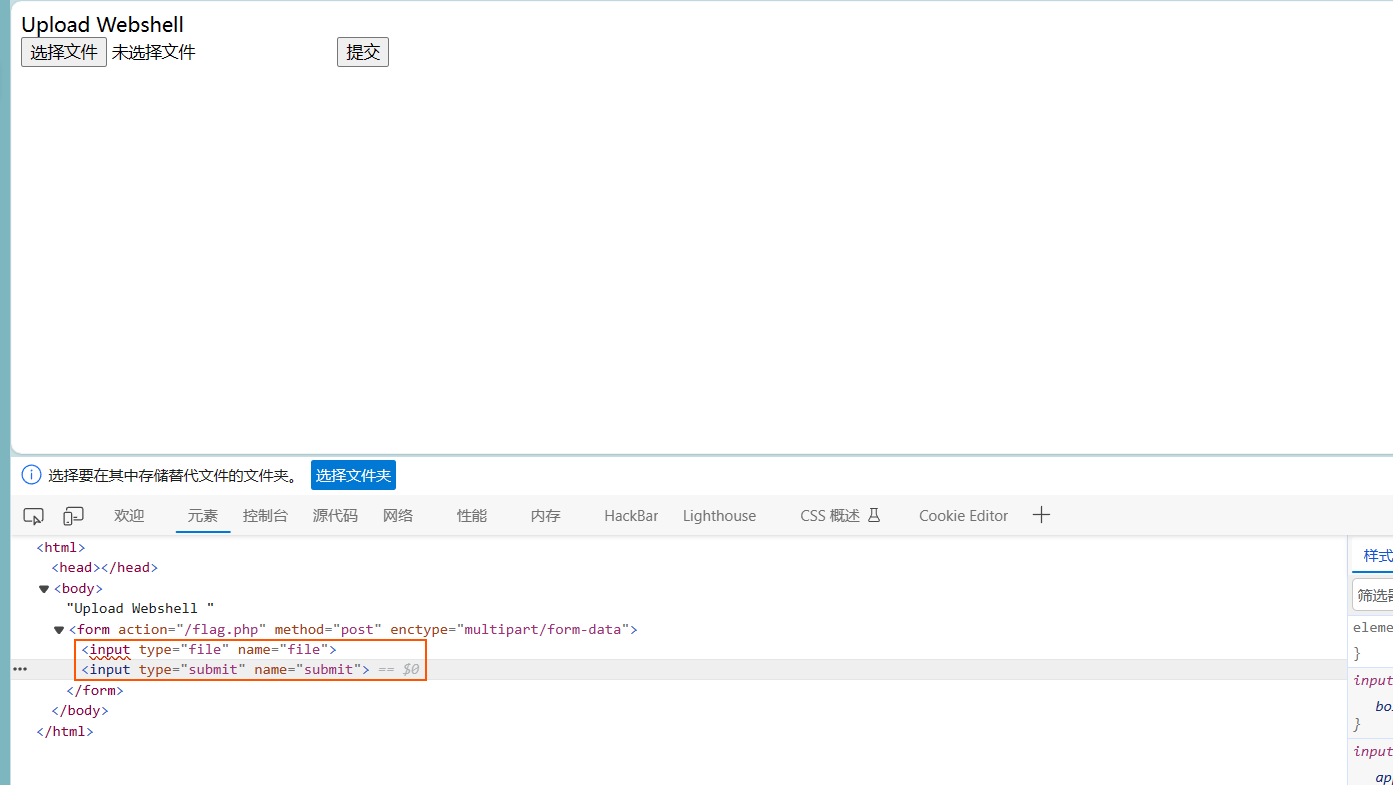 Upload Webshell
选择文件 未选择文件 提交
选择要在其中存储替代文件的文件夹。 选择文件夹
欢迎 元素 控制台 源代码 网络 性能 内存 HackBar Lighthouse CSS 概述 Cookie Editor
<html>
<head></head>
<body>
"Upload Webshell "
<form action="/flag.php" method="post" enctype="multipart/form-data">
<input type="file" name="file">
<input type="submit" name="submit"> == $0
</form>
</body>
</html>
样式
筛选
eleme
}
input
bo
}
input
ap